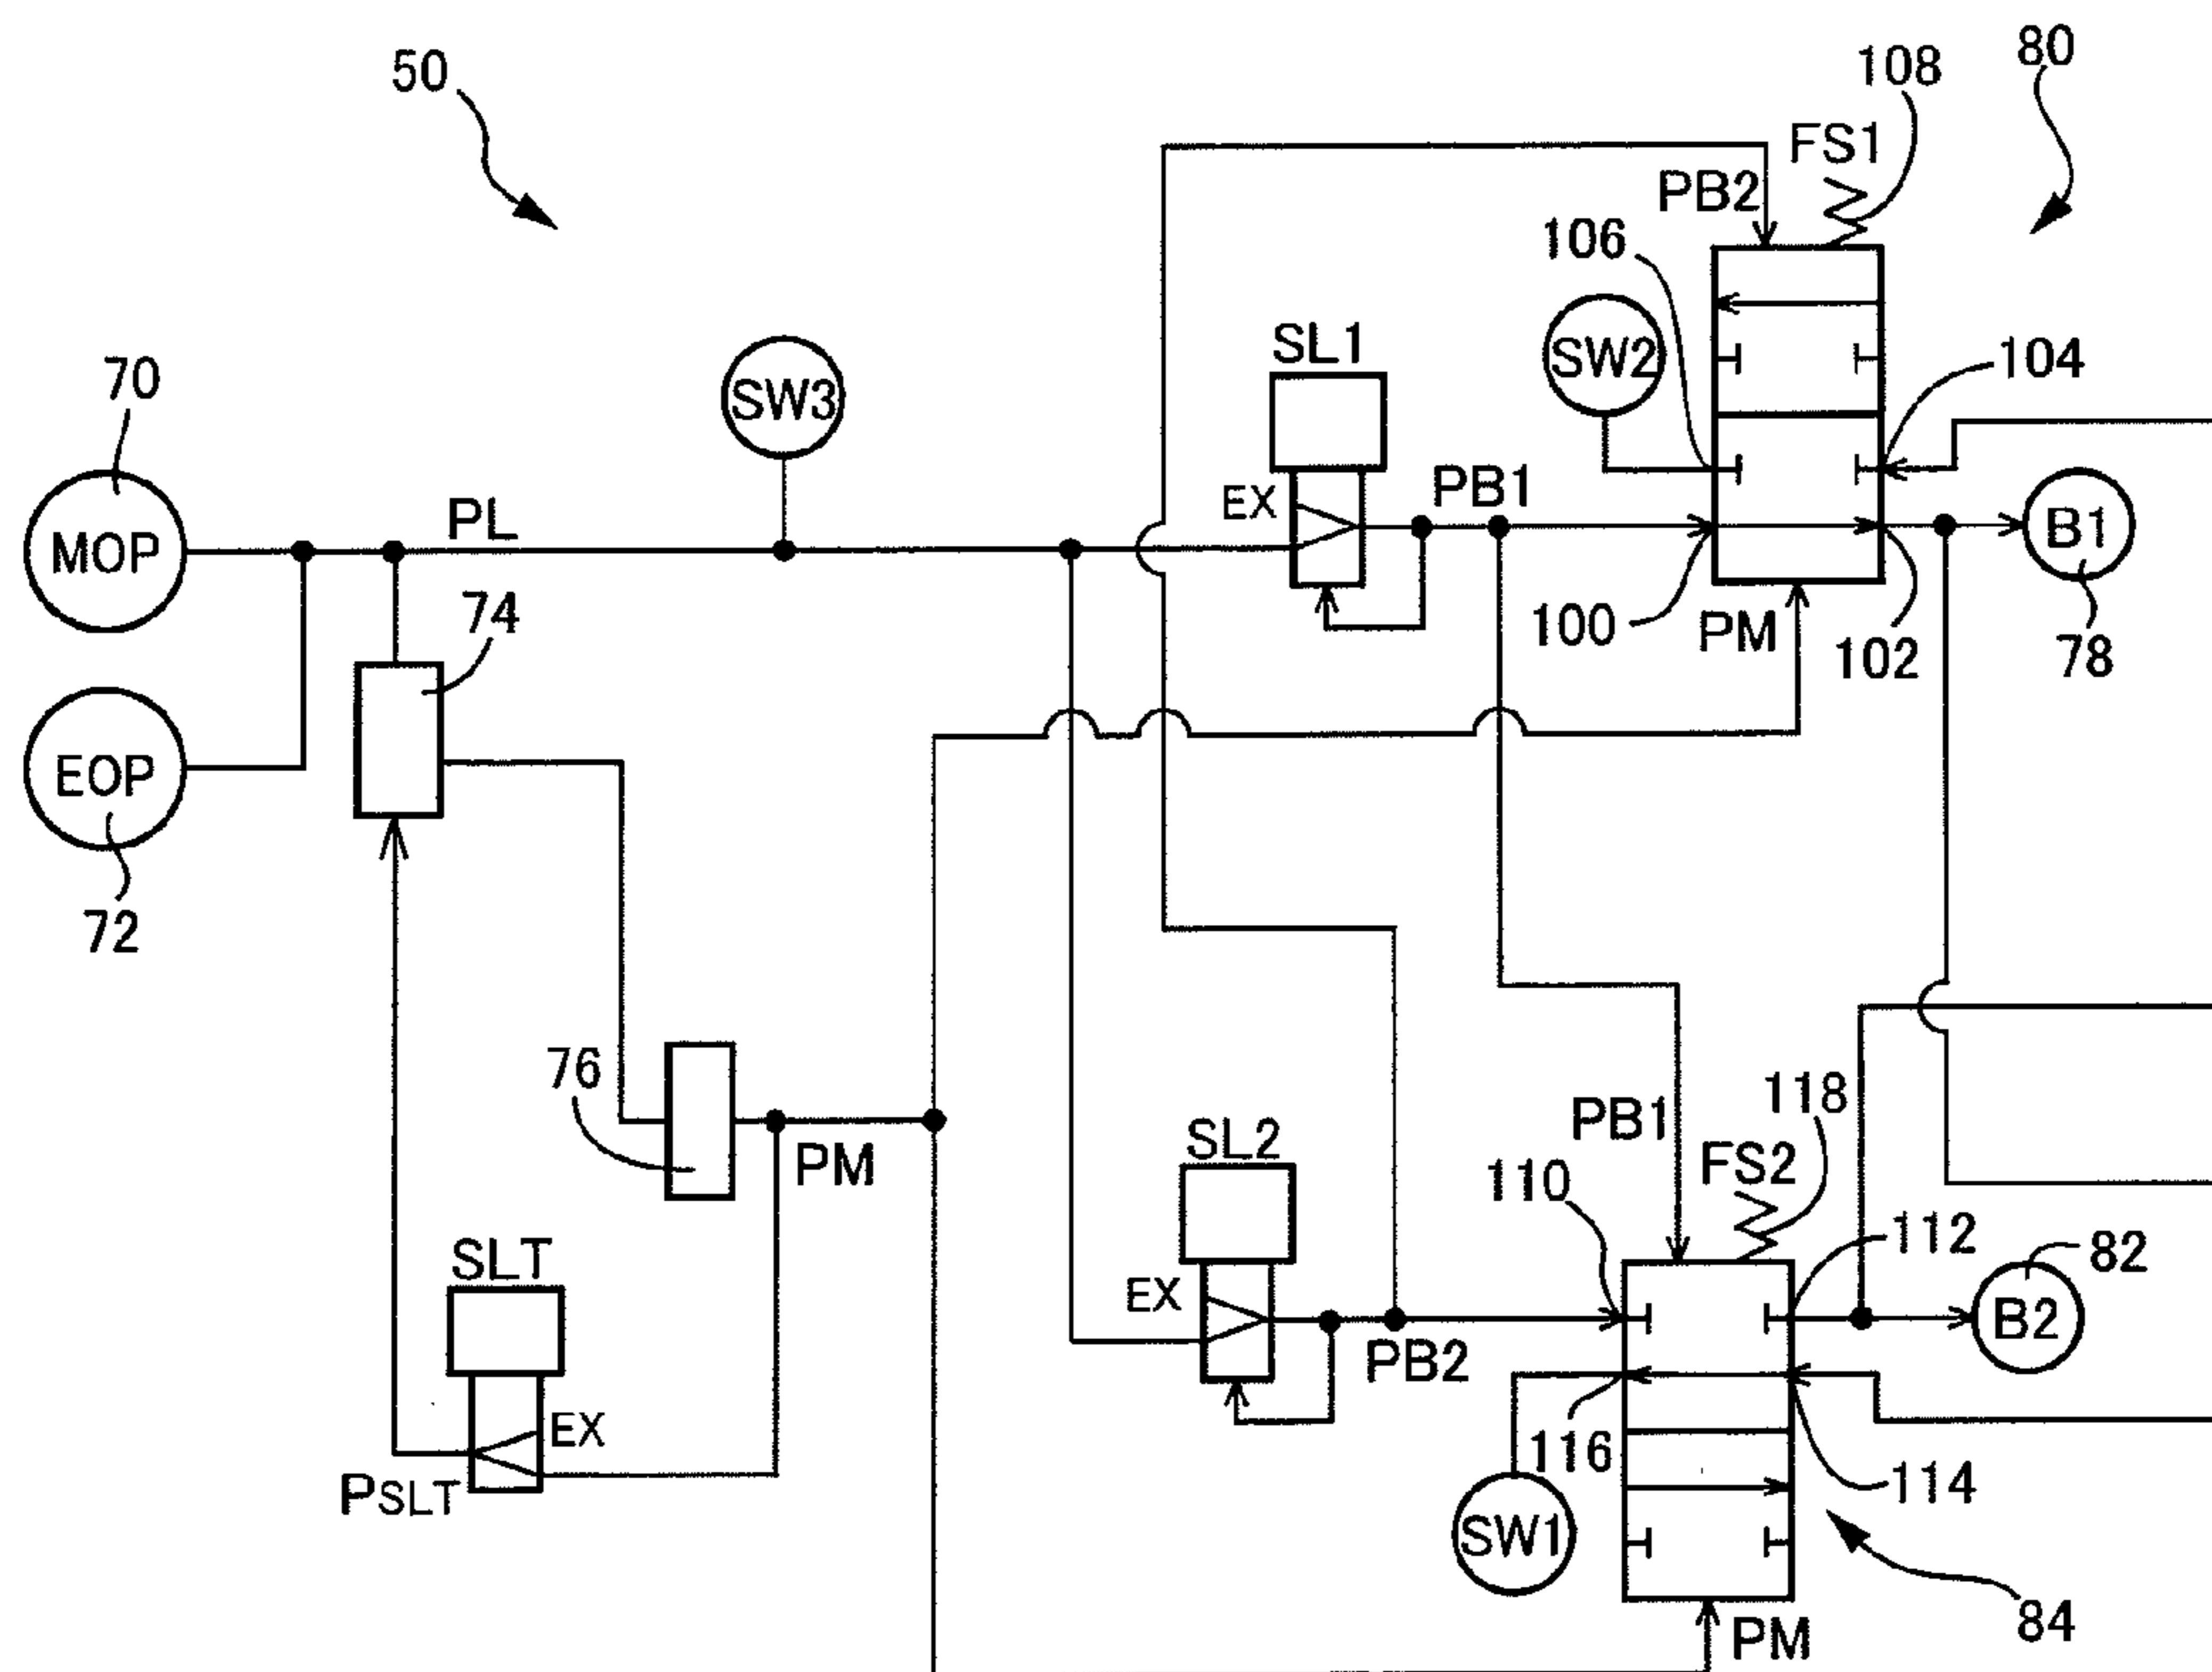 50
80
108
FS1
PB2
106
SL1
SW2
104
70
SW3
EX
PB1
PL
MOP
B1
74
100
PM
102
78
EOP
72
76
PM
PB1
118
FS2
SL2
110
112
82
SLT
EX
B2
PB2
EX
116
114
PSLT
SW1
84
PM